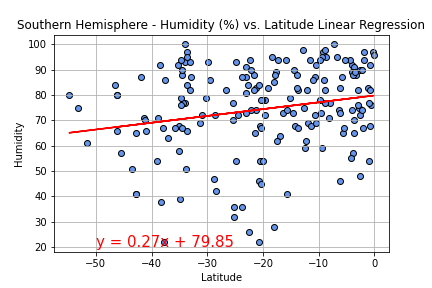 Southern Hemisphere - Humidity (%) vs. Latitude Linear Regression
100
90
80
70
60
50
40
30
20
Humidity
y = 0.27x + 79.85
−50 −40 −30 −20 −10 0
Latitude